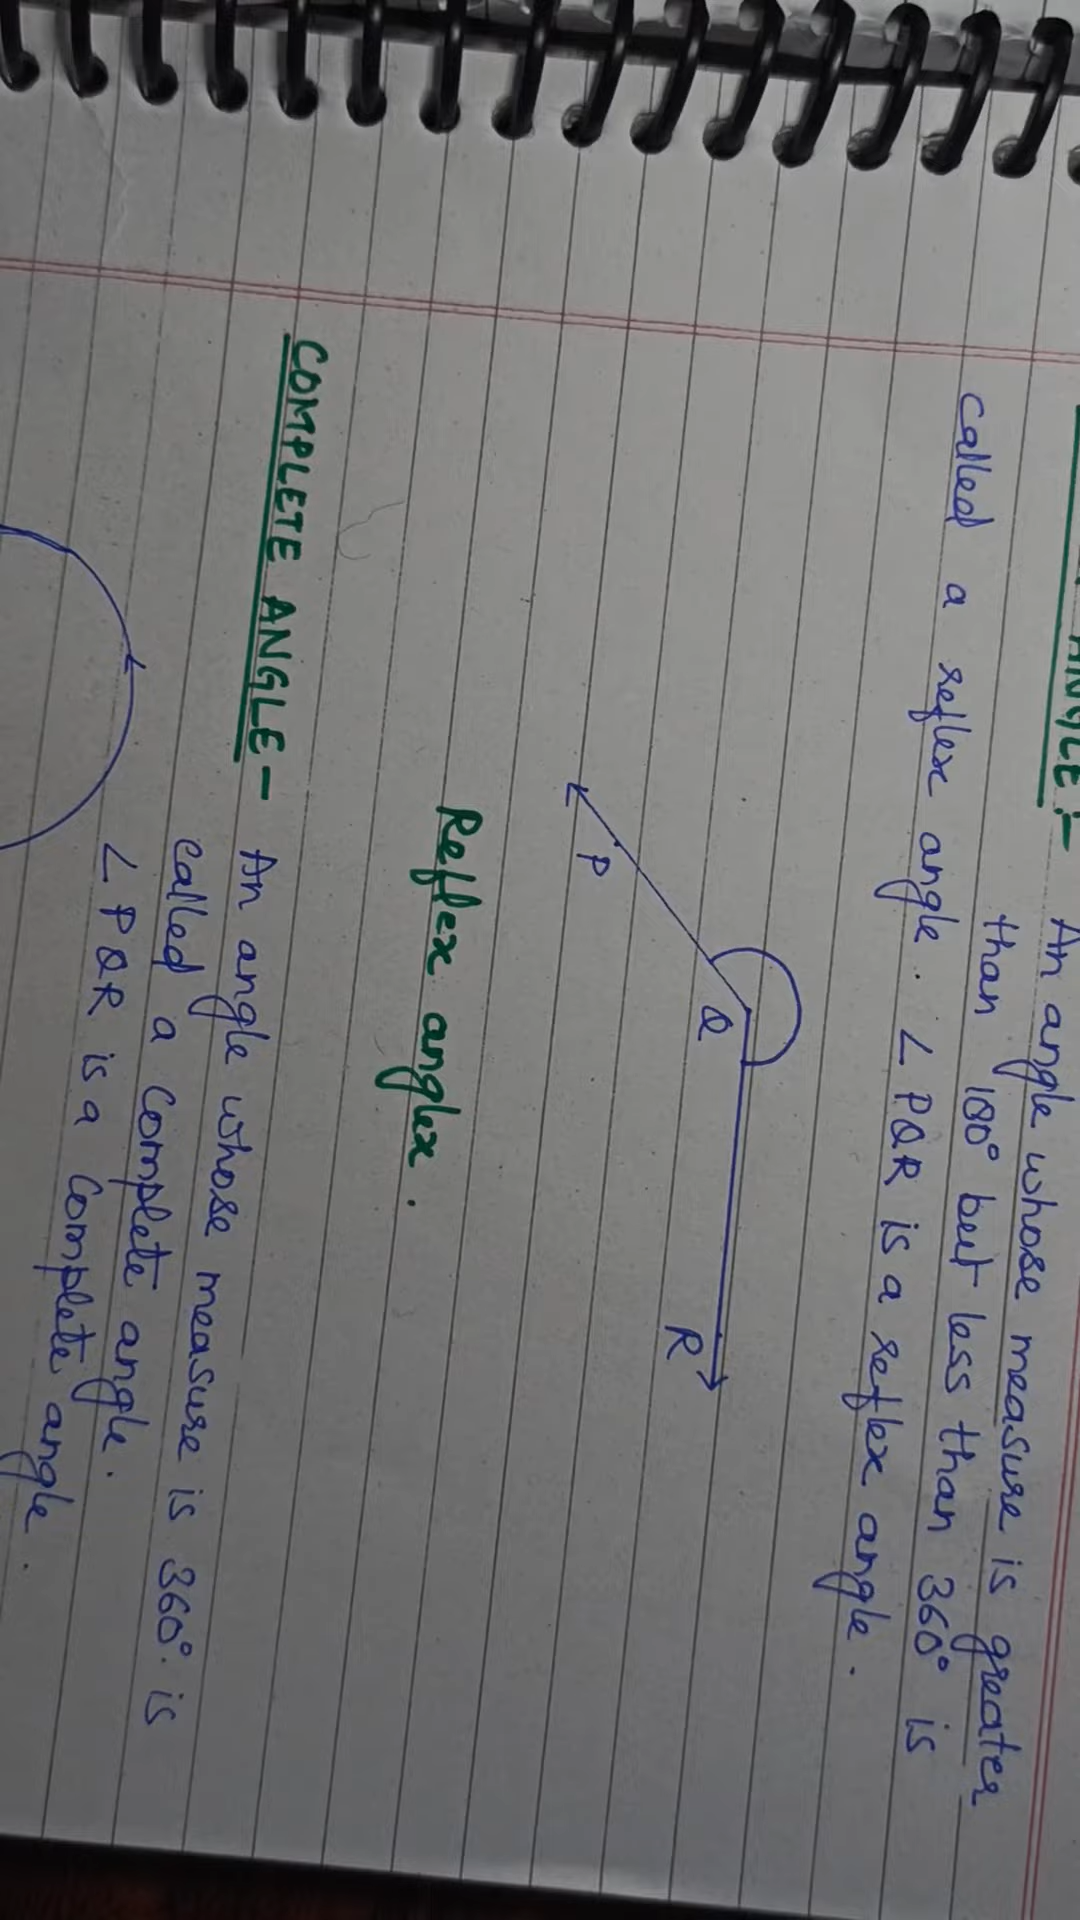 ANGLE :- An angle whose measure is greater
than 180° but less than 360° is
called a reflex angle. ∠PQR is a reflex angle.
Q
R
P
Reflex anglex.
COMPLETE ANGLE- An angle whose measure is 360°. is
called a complete angle.
∠PQR is a complete angle.